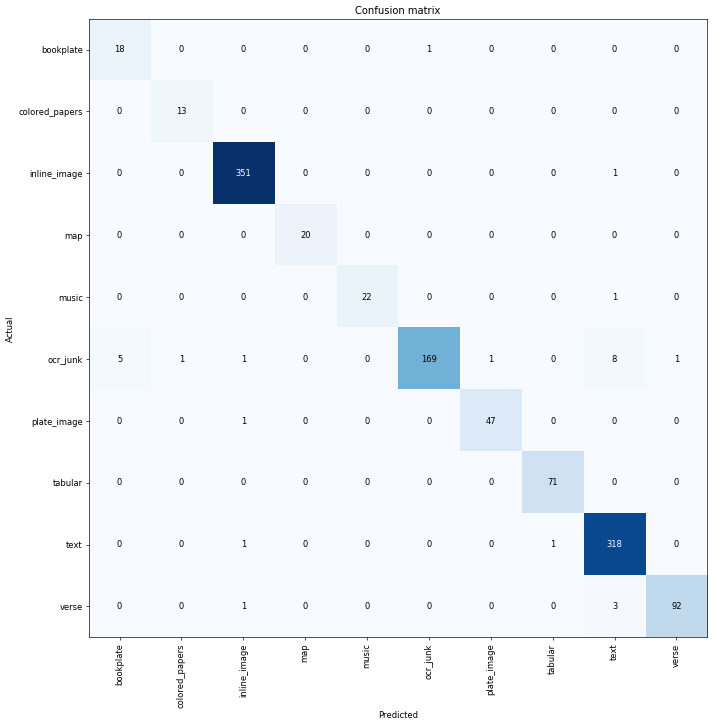 Confusion matrix
Actual
bookplate 18 0 0 0 0 1 0 0 0 0
colored_papers 0 13 0 0 0 0 0 0 0 0
inline_image 0 0 351 0 0 0 0 0 1 0
map 0 0 0 20 0 0 0 0 0 0
music 0 0 0 0 22 0 0 0 1 0
ocr_junk 5 1 1 0 0 169 1 0 8 1
plate_image 0 0 1 0 0 0 47 0 0 0
tabular 0 0 0 0 0 0 0 71 0 0
text 0 0 1 0 0 0 0 1 318 0
verse 0 0 1 0 0 0 0 0 3 92
bookplate colored_papers inline_image map music ocr_junk plate_image tabular text verse
Predicted